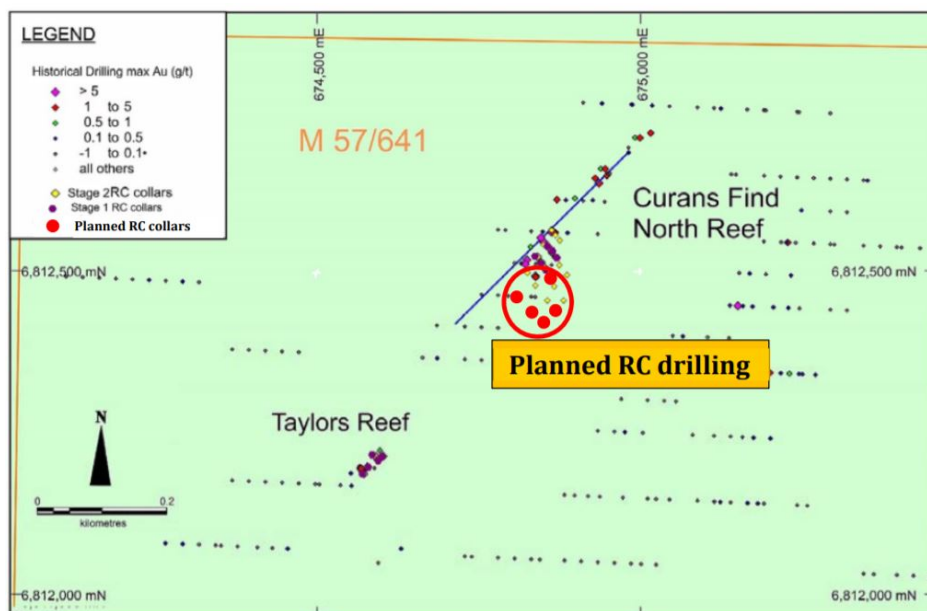 LEGEND
Historical Drilling max Au (g/t)
> 5
1 to 5
0.5 to 1
0.1 to 0.5
-1 to 0.1
all others
Stage 2RC collars
Stage 1 RC collars
Planned RC collars
674,500 mE
675,000 mE
M 57/641
Curans Find
North Reef
6,812,500 mN
6,812,500 mN
Planned RC drilling
Taylors Reef
N
0 0.2
kilometres
6,812,000 mN
6,812,000 mN